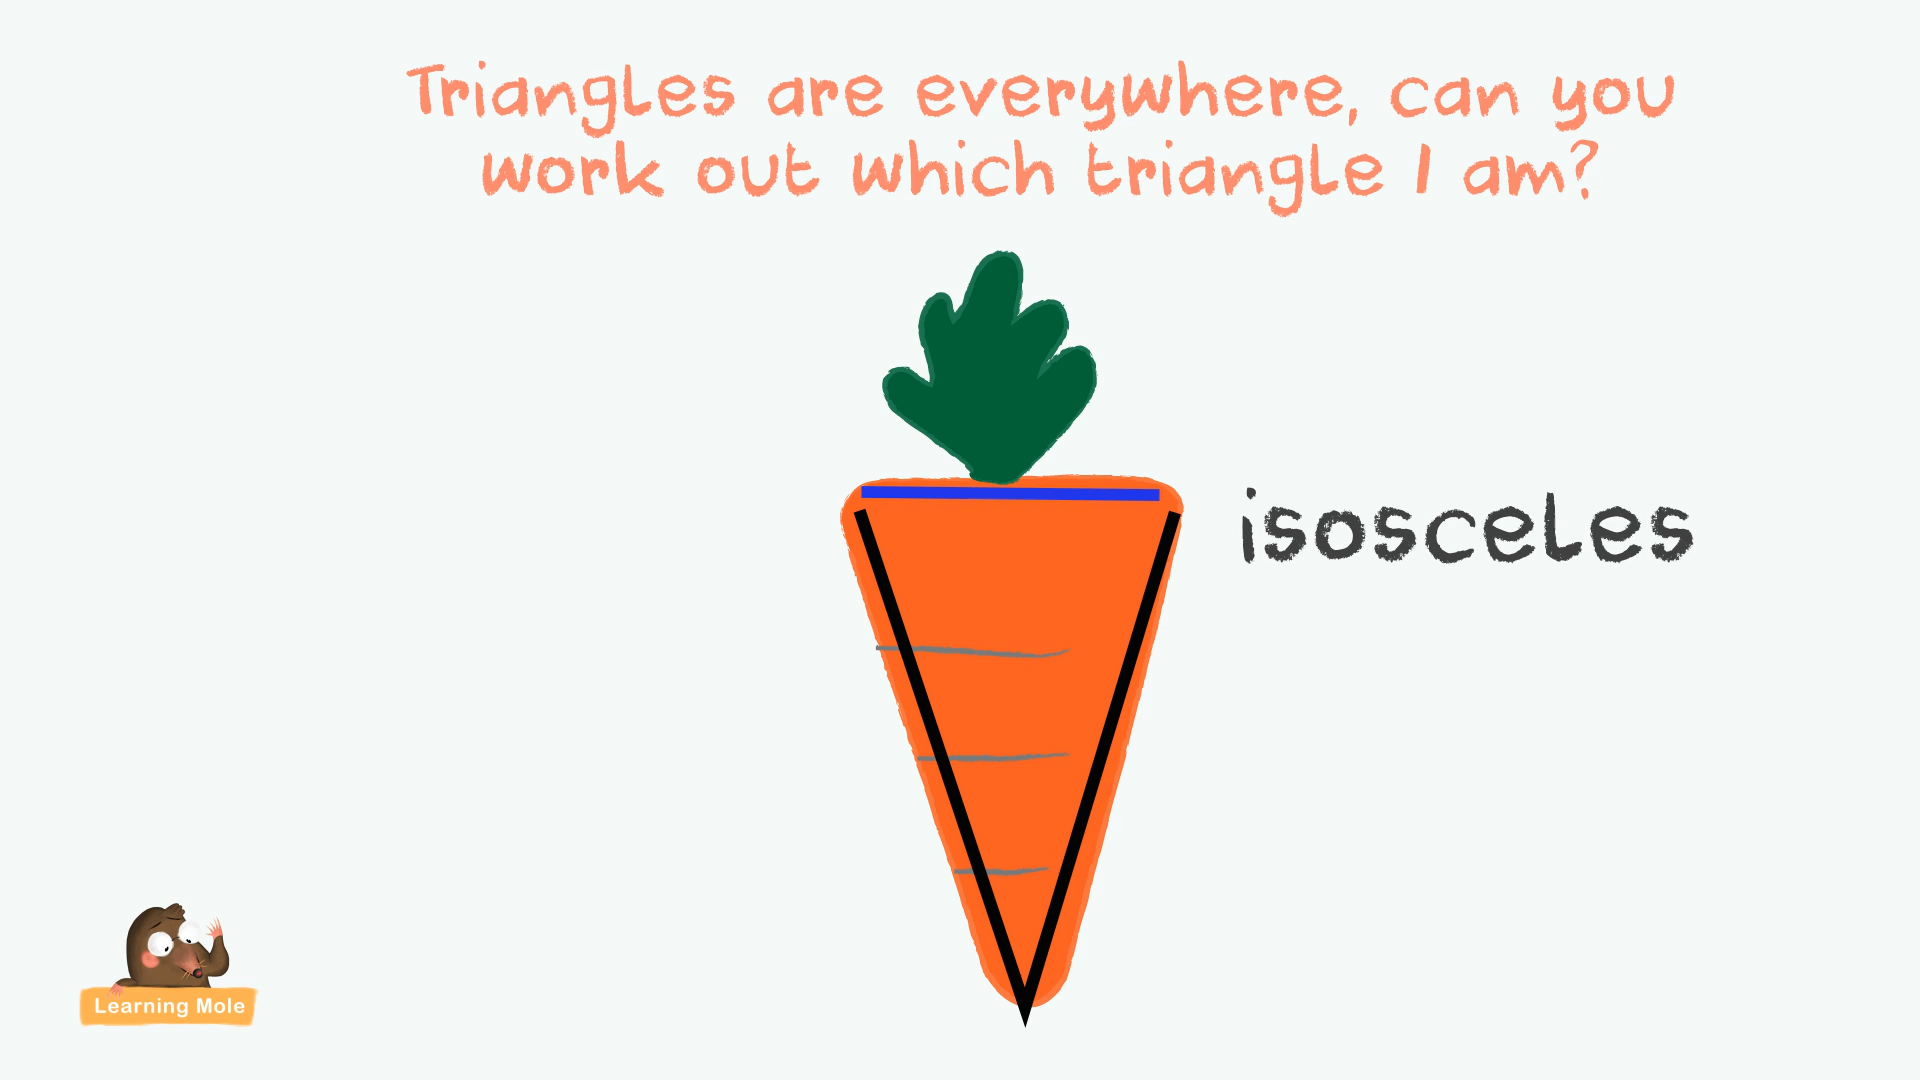 Triangles are everywhere, can you
work out which triangle I am?
isosceles
Learning Mole